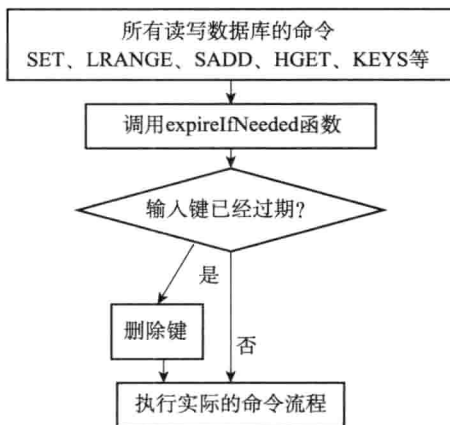 所有读写数据库的命令
SET、LRANGE、SADD、HGET、KEYS等
调用expireIfNeeded函数
输入键已经过期?
是
删除键
否
执行实际的命令流程